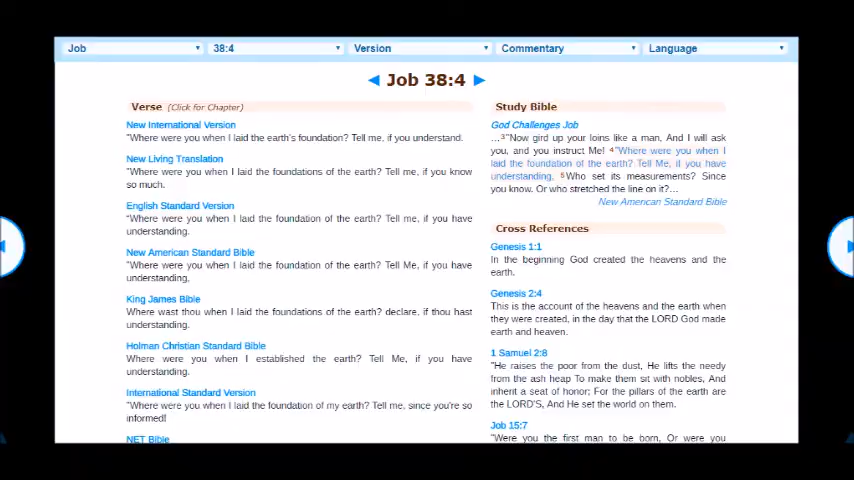 Job 38:4 Version Commentary Language
Job 38:4
Verse (Click for Chapter)
New International Version
"Where were you when I laid the earth's foundation? Tell me, if you understand.
New Living Translation
"Where were you when I laid the foundations of the earth? Tell me, if you know
so much.
English Standard Version
"Where were you when I laid the foundation of the earth? Tell me, if you have
understanding.
New American Standard Bible
"Where were you when I laid the foundation of the earth? Tell Me, if you have
understanding,
King James Bible
Where wast thou when I laid the foundations of the earth? declare, if thou hast
understanding.
Holman Christian Standard Bible
Where were you when I established the earth? Tell Me, if you have
understanding.
International Standard Version
"Where were you when I laid the foundation of my earth? Tell me, since you're so
informed!
NET Bible
Study Bible
God Challenges Job
…3"Now gird up your loins like a man, And I will ask
you, and you instruct Me! 4"Where were you when I
laid the foundation of the earth? Tell Me, if you have
understanding, 5Who set its measurements? Since
you know. Or who stretched the line on it?…
New American Standard Bible
Cross References
Genesis 1:1
In the beginning God created the heavens and the
earth.
Genesis 2:4
This is the account of the heavens and the earth when
they were created, in the day that the LORD God made
earth and heaven.
1 Samuel 2:8
"He raises the poor from the dust, He lifts the needy
from the ash heap To make them sit with nobles, And
inherit a seat of honor; For the pillars of the earth are
the LORD'S, And He set the world on them.
Job 15:7
"Were you the first man to be born, Or were you